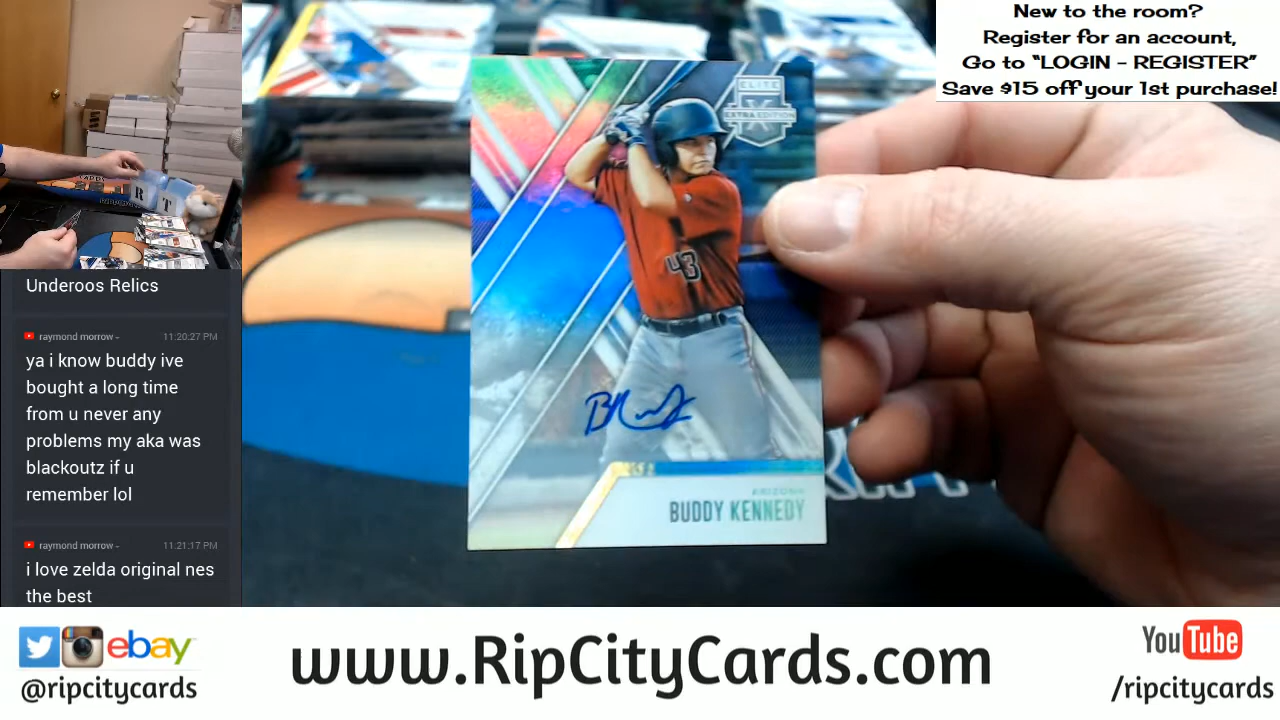 New to the room?
Register for an account,
Go to “LOGIN - REGISTER”
Save $15 off your 1st purchase!
ELITE
EXTRA EDITION
43
ARIZONA
BUDDY KENNEDY
R
T
Underoos Relics
raymond morrow - 11:20:27 PM
ya i know buddy ive
bought a long time
from u never any
problems my aka was
blackoutz if u
remember lol
raymond morrow - 11:21:17 PM
i love zelda original nes
the best
ebay
@ripcitycards
www.RipCityCards.com
YouTube
/ripcitycards